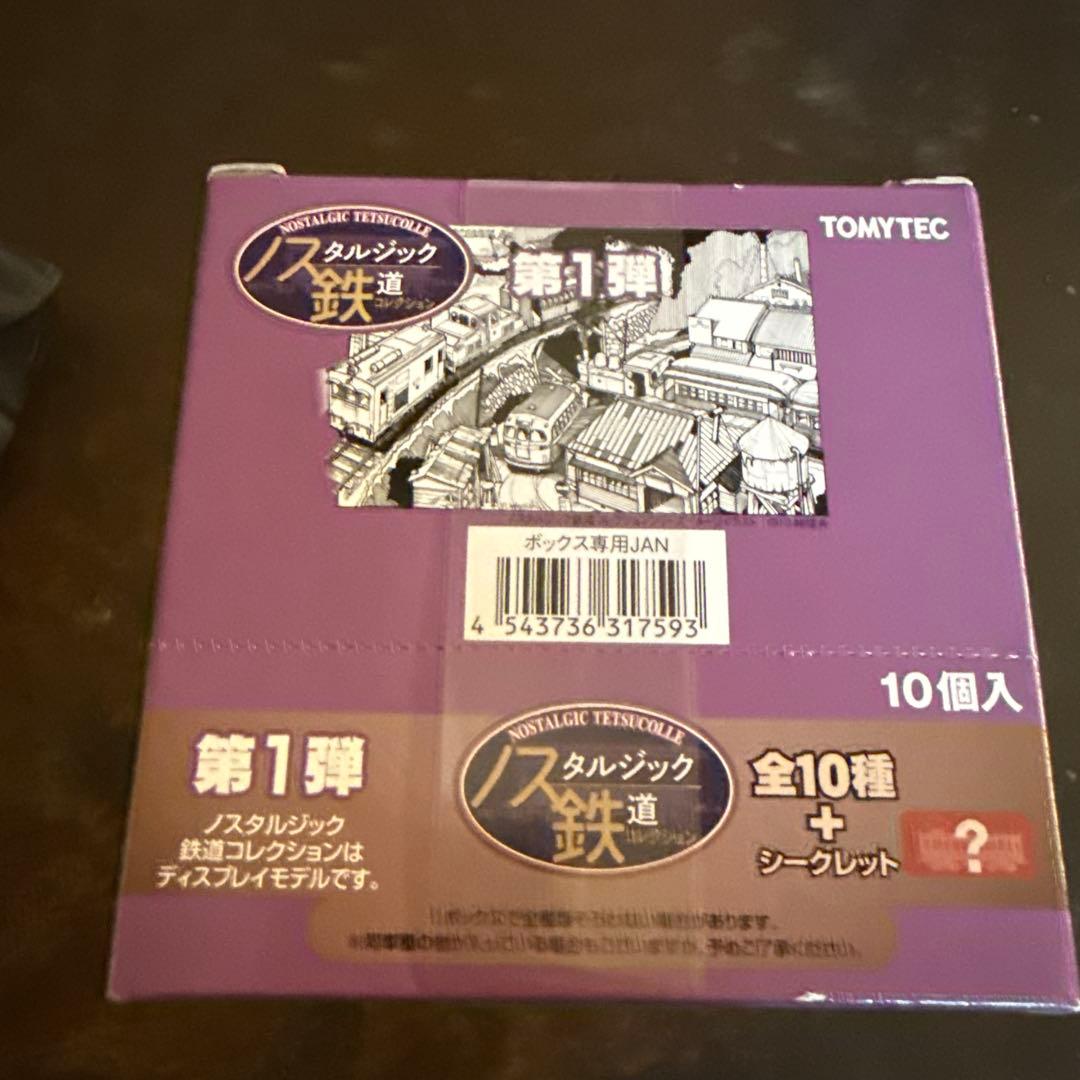 NOSTALGIC TETSUCOLLE
ノスタルジック
鉄道
コレクション
第1弾
TOMYTEC
ボックス専用JAN
4 543736 317593
10個入
第1弾
ノスタルジック
鉄道コレクションは
ディスプレイモデルです。
NOSTALGIC TETSUCOLLE
ノスタルジック
鉄道
コレクション
全10種
+
シークレット
?